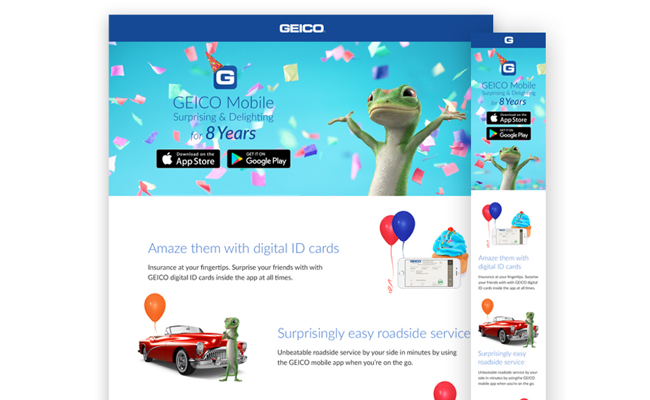 GEICO
G
GEICO Mobile
Surprising & Delighting
for 8 Years
Download on the
App Store
GET IT ON
Google Play
Amaze them with digital ID cards
Insurance at your fingertips. Surprise your friends with with
GEICO digital ID cards inside the app at all times.
GEICO
Surprisingly easy roadside service
Unbeatable roadside service by your side in minutes by using
the GEICO mobile app when you're on the go.
G
G
GEICO Mobile
Surprising & Delighting
for 8 Years
Download on the
App Store
GET IT ON
Google Play
Amaze them with
digital ID cards
Insurance at your fingertips. Surprise
your friends with with GEICO digital
ID cards inside the app at all times.
Surprisingly easy
roadside service
Unbeatable roadside service by your
side in minutes by using the GEICO
mobile app when you're on the go.